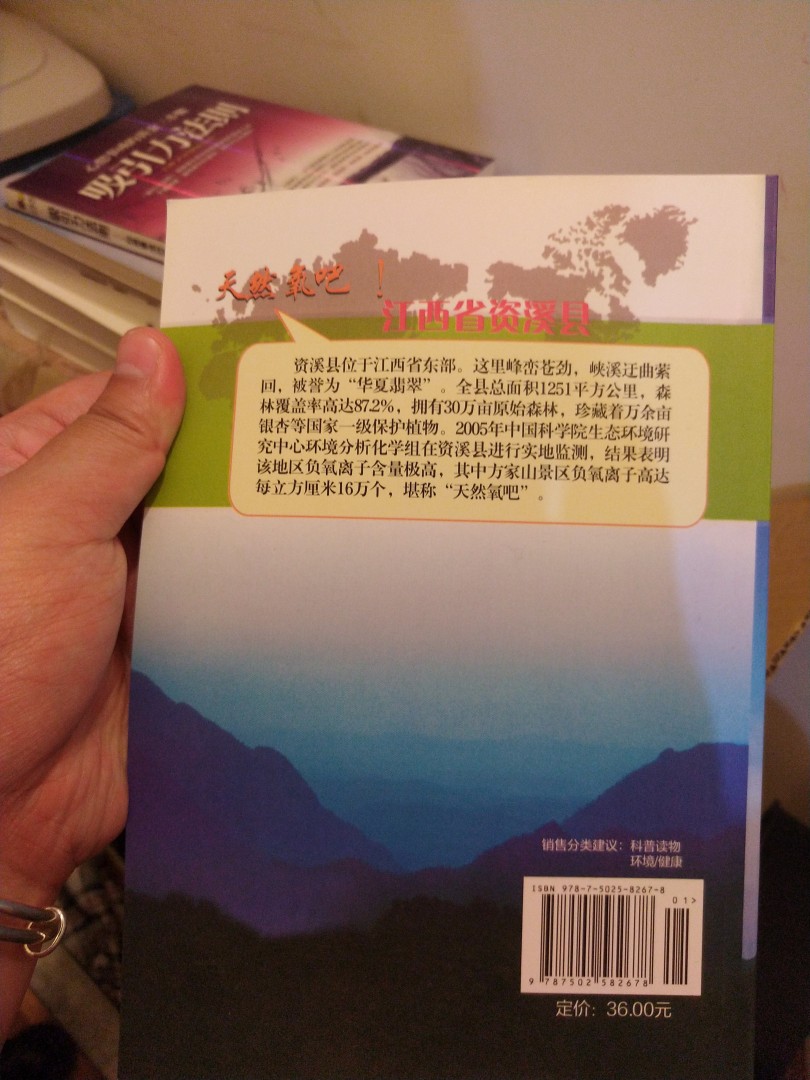 吸引力法则
天然氧吧！
江西省资溪县
资溪县位于江西省东部。这里峰峦苍劲，峡溪迂曲萦
回，被誉为“华夏翡翠”。全县总面积1251平方公里，森
林覆盖率高达87.2%，拥有30万亩原始森林，珍藏着万余亩
银杏等国家一级保护植物。2005年中国科学院生态环境研
究中心环境分析化学组在资溪县进行实地监测，结果表明
该地区负氧离子含量极高，其中方家山景区负氧离子高达
每立方厘米16万个，堪称“天然氧吧”。
销售分类建议：科普读物
环境/健康
ISBN 978-7-5025-8267-8
01>
9 787502 582678
定价：36.00元